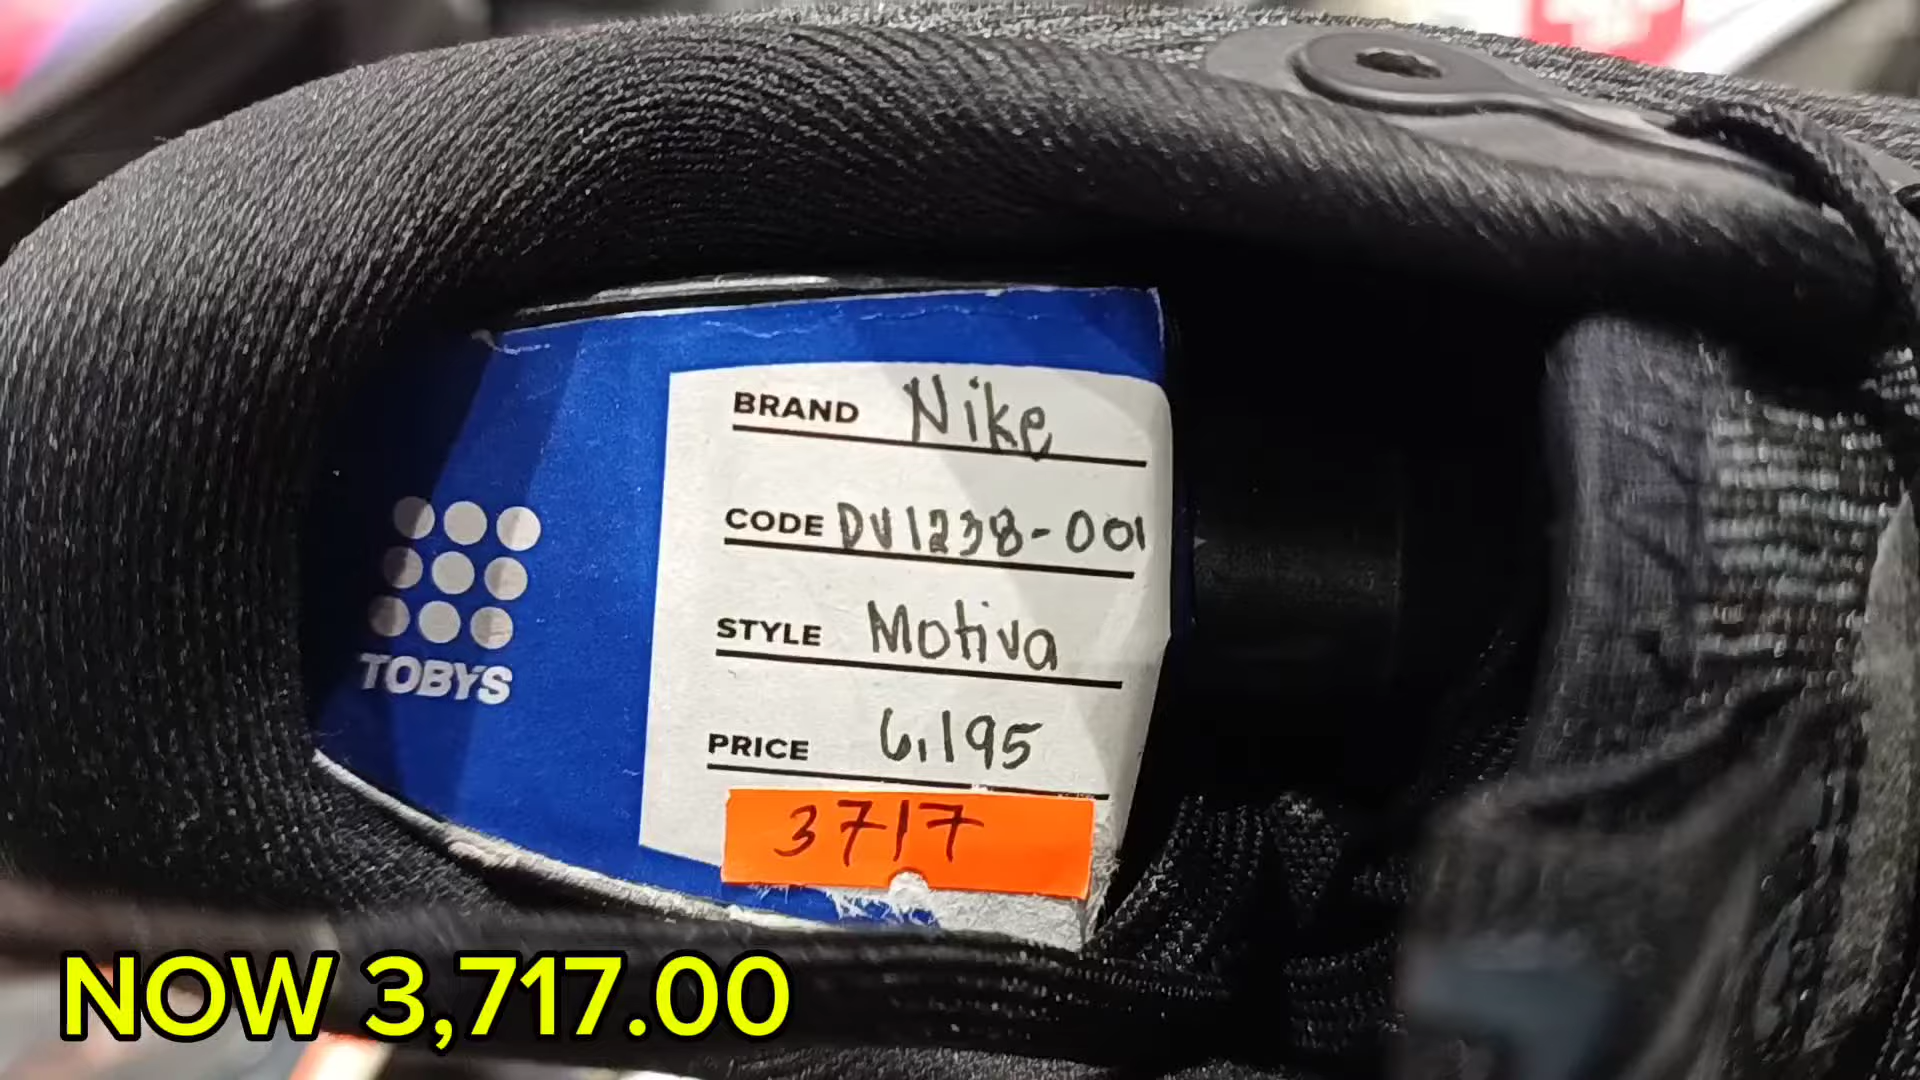 BRAND Nike
CODE DV1238-001
STYLE Motiva
PRICE 6,195
3717
TOBYS
NOW 3,717.00